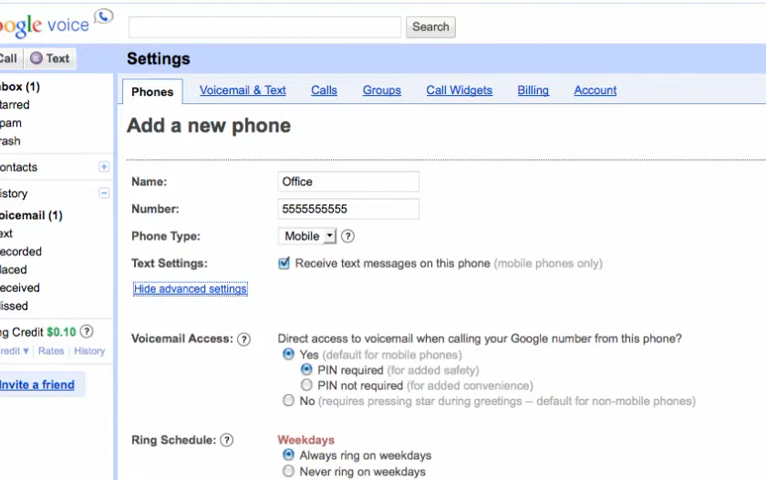 oogle voice
Search
Call Text
Settings
nbox (1)
tarred
pam
rash
ontacts
istory
oicemail (1)
ext
ecorded
laced
eceived
issed
ng Credit $0.10 ?
redit ▾ | Rates | History
Invite a friend
Phones Voicemail & Text Calls Groups Call Widgets Billing Account
Add a new phone
Name: Office
Number: 5555555555
Phone Type: Mobile ?
Text Settings: Receive text messages on this phone (mobile phones only)
Hide advanced settings
Voicemail Access: ? Direct access to voicemail when calling your Google number from this phone?
Yes (default for mobile phones)
PIN required (for added safety)
PIN not required (for added convenience)
No (requires pressing star during greetings -- default for non-mobile phones)
Ring Schedule: ? Weekdays
Always ring on weekdays
Never ring on weekdays